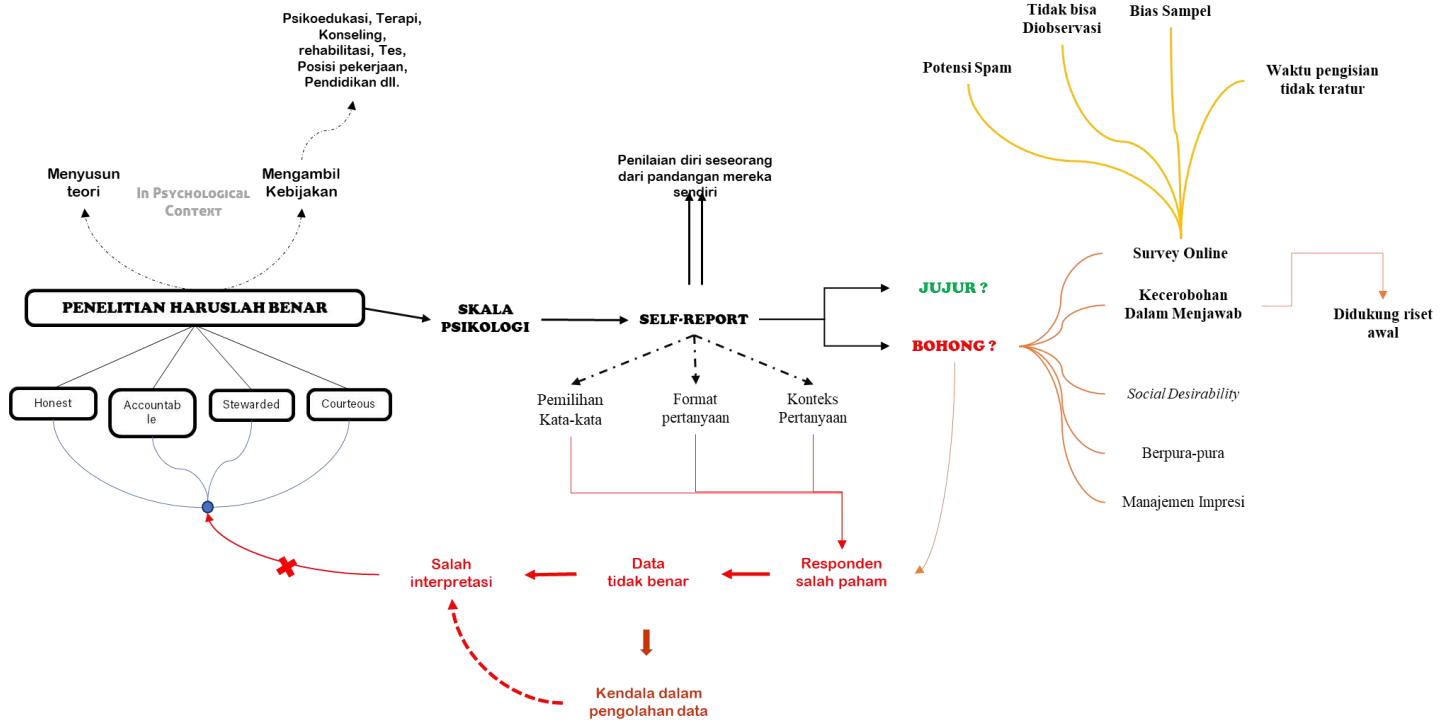 Psikoedukasi, Terapi,
Konseling,
rehabilitasi, Tes,
Posisi pekerjaan,
Pendidikan dll.
Menyusun
teori
In Psychological
Context
Mengambil
Kebijakan
PENELITIAN HARUSLAH BENAR
Honest
Accountab
le
Stewarded
Courteous
SKALA
PSIKOLOGI
Penilaian diri seseorang
dari pandangan mereka
sendiri
SELF-REPORT
Pemilihan
Kata-kata
Format
pertanyaan
Konteks
Pertanyaan
JUJUR ?
BOHONG ?
Potensi Spam
Tidak bisa
Diobservasi
Bias Sampel
Waktu pengisian
tidak teratur
Survey Online
Kecerobohan
Dalam Menjawab
Didukung riset
awal
Social Desirability
Berpura-pura
Manajemen Impresi
Responden
salah paham
Data
tidak benar
Salah
interpretasi
Kendala dalam
pengolahan data